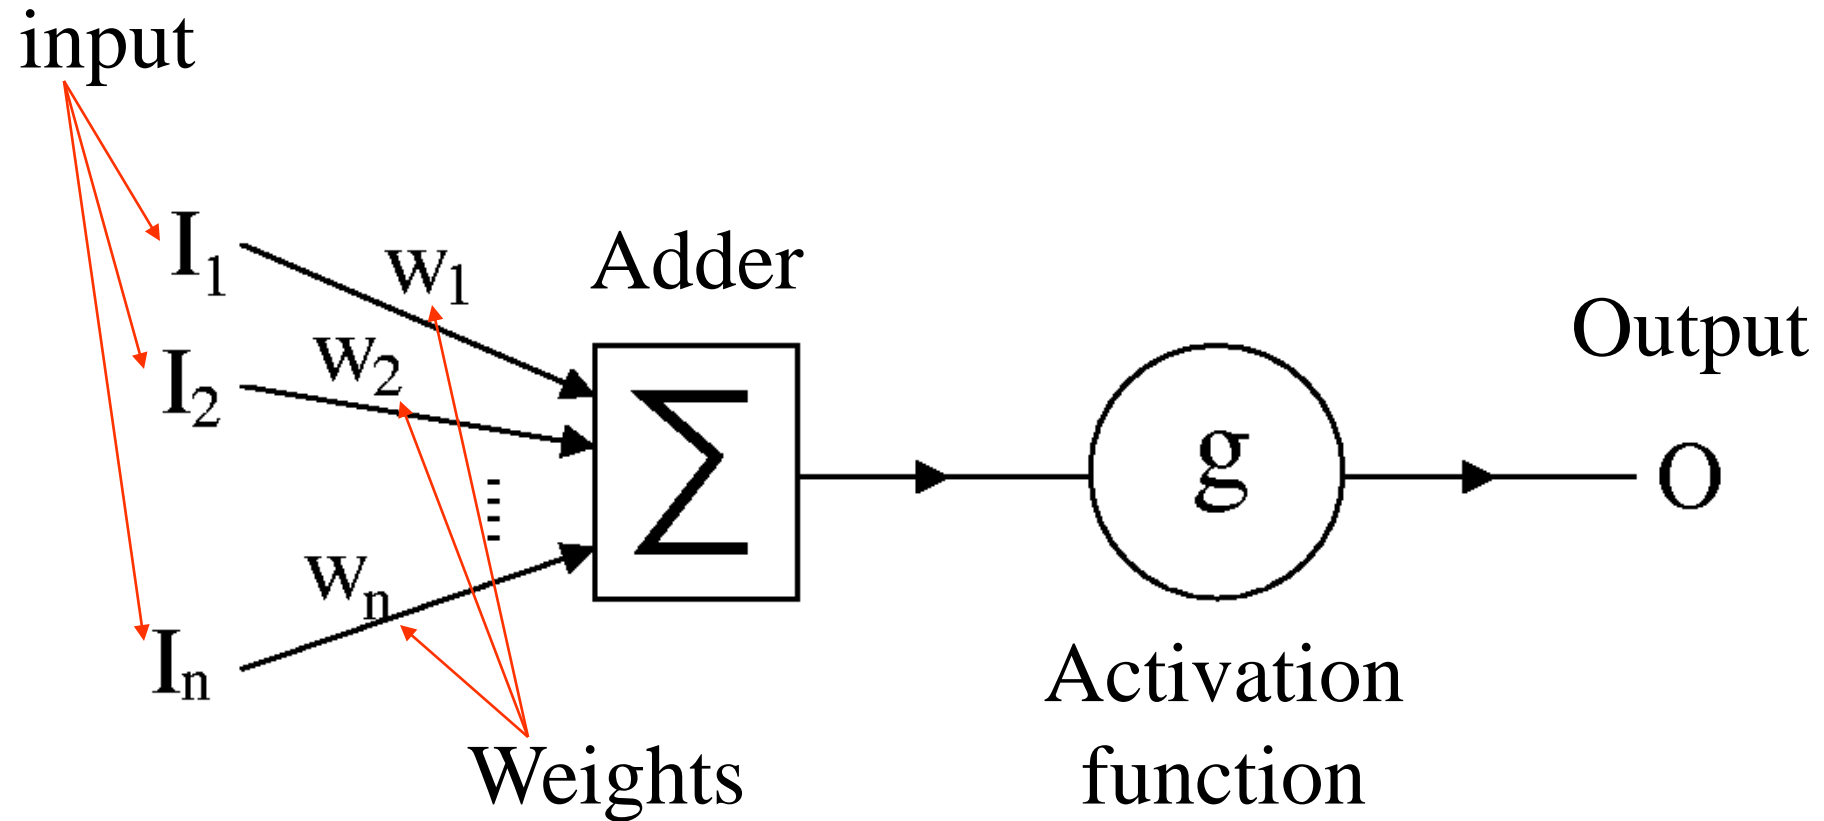 input
I₁
w₁
Adder
Output
I₂
w₂
Σ
g
O
wₙ
Iₙ
Activation
function
Weights